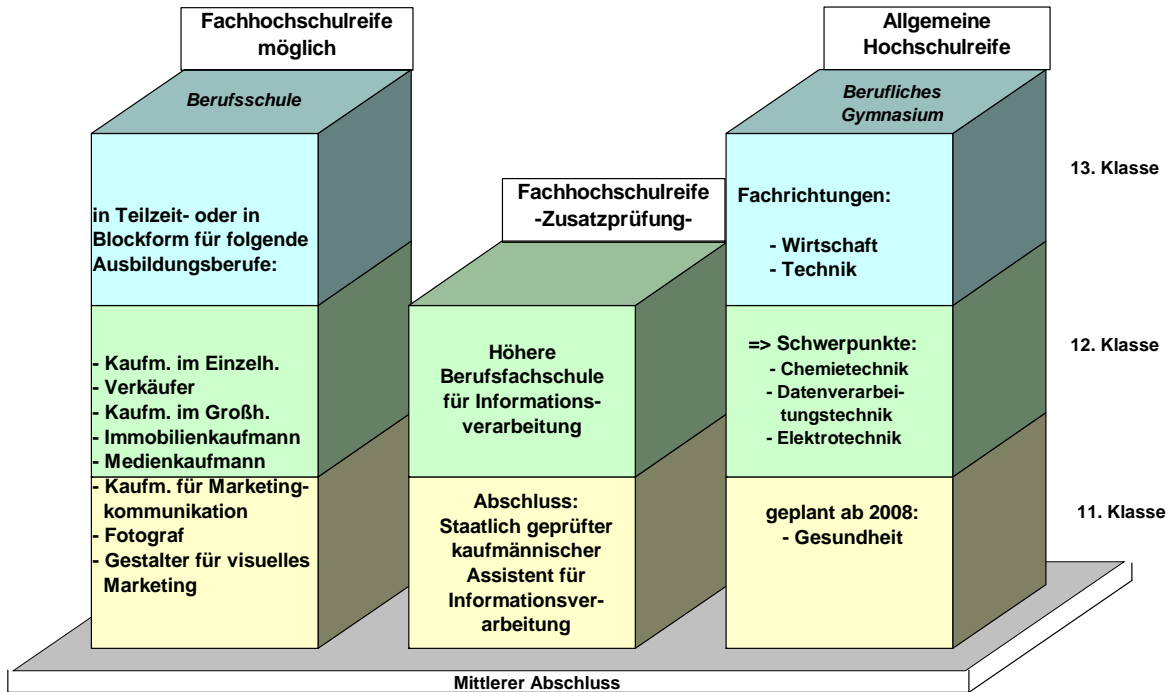 Fachhochschulreife
möglich
Berufsschule
in Teilzeit- oder in
Blockform für folgende
Ausbildungsberufe:
- Kaufm. im Einzelh.
- Verkäufer
- Kaufm. im Großh.
- Immobilienkaufmann
- Medienkaufmann
- Kaufm. für Marketing-
kommunikation
- Fotograf
- Gestalter für visuelles
Marketing
Fachhochschulreife
-Zusatzprüfung-
Höhere
Berufsfachschule
für Informations-
verarbeitung
Abschluss:
Staatlich geprüfter
kaufmännischer
Assistent für
Informationsver-
arbeitung
Allgemeine
Hochschulreife
Berufliches
Gymnasium
Fachrichtungen:
- Wirtschaft
- Technik
=> Schwerpunkte:
- Chemietechnik
- Datenverarbei-
tungstechnik
- Elektrotechnik
geplant ab 2008:
- Gesundheit
13. Klasse
12. Klasse
11. Klasse
Mittlerer Abschluss